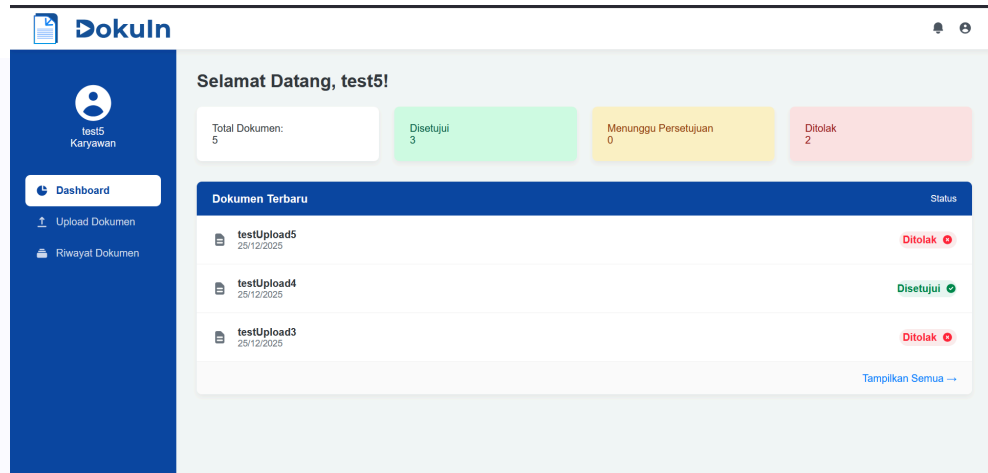 DokuIn
Selamat Datang, test5!
test5
Karyawan
Dashboard
Upload Dokumen
Riwayat Dokumen
Total Dokumen:
5
Disetujui
3
Menunggu Persetujuan
0
Ditolak
2
Dokumen Terbaru
Status
testUpload5
25/12/2025
Ditolak
testUpload4
25/12/2025
Disetujui
testUpload3
25/12/2025
Ditolak
Tampilkan Semua →